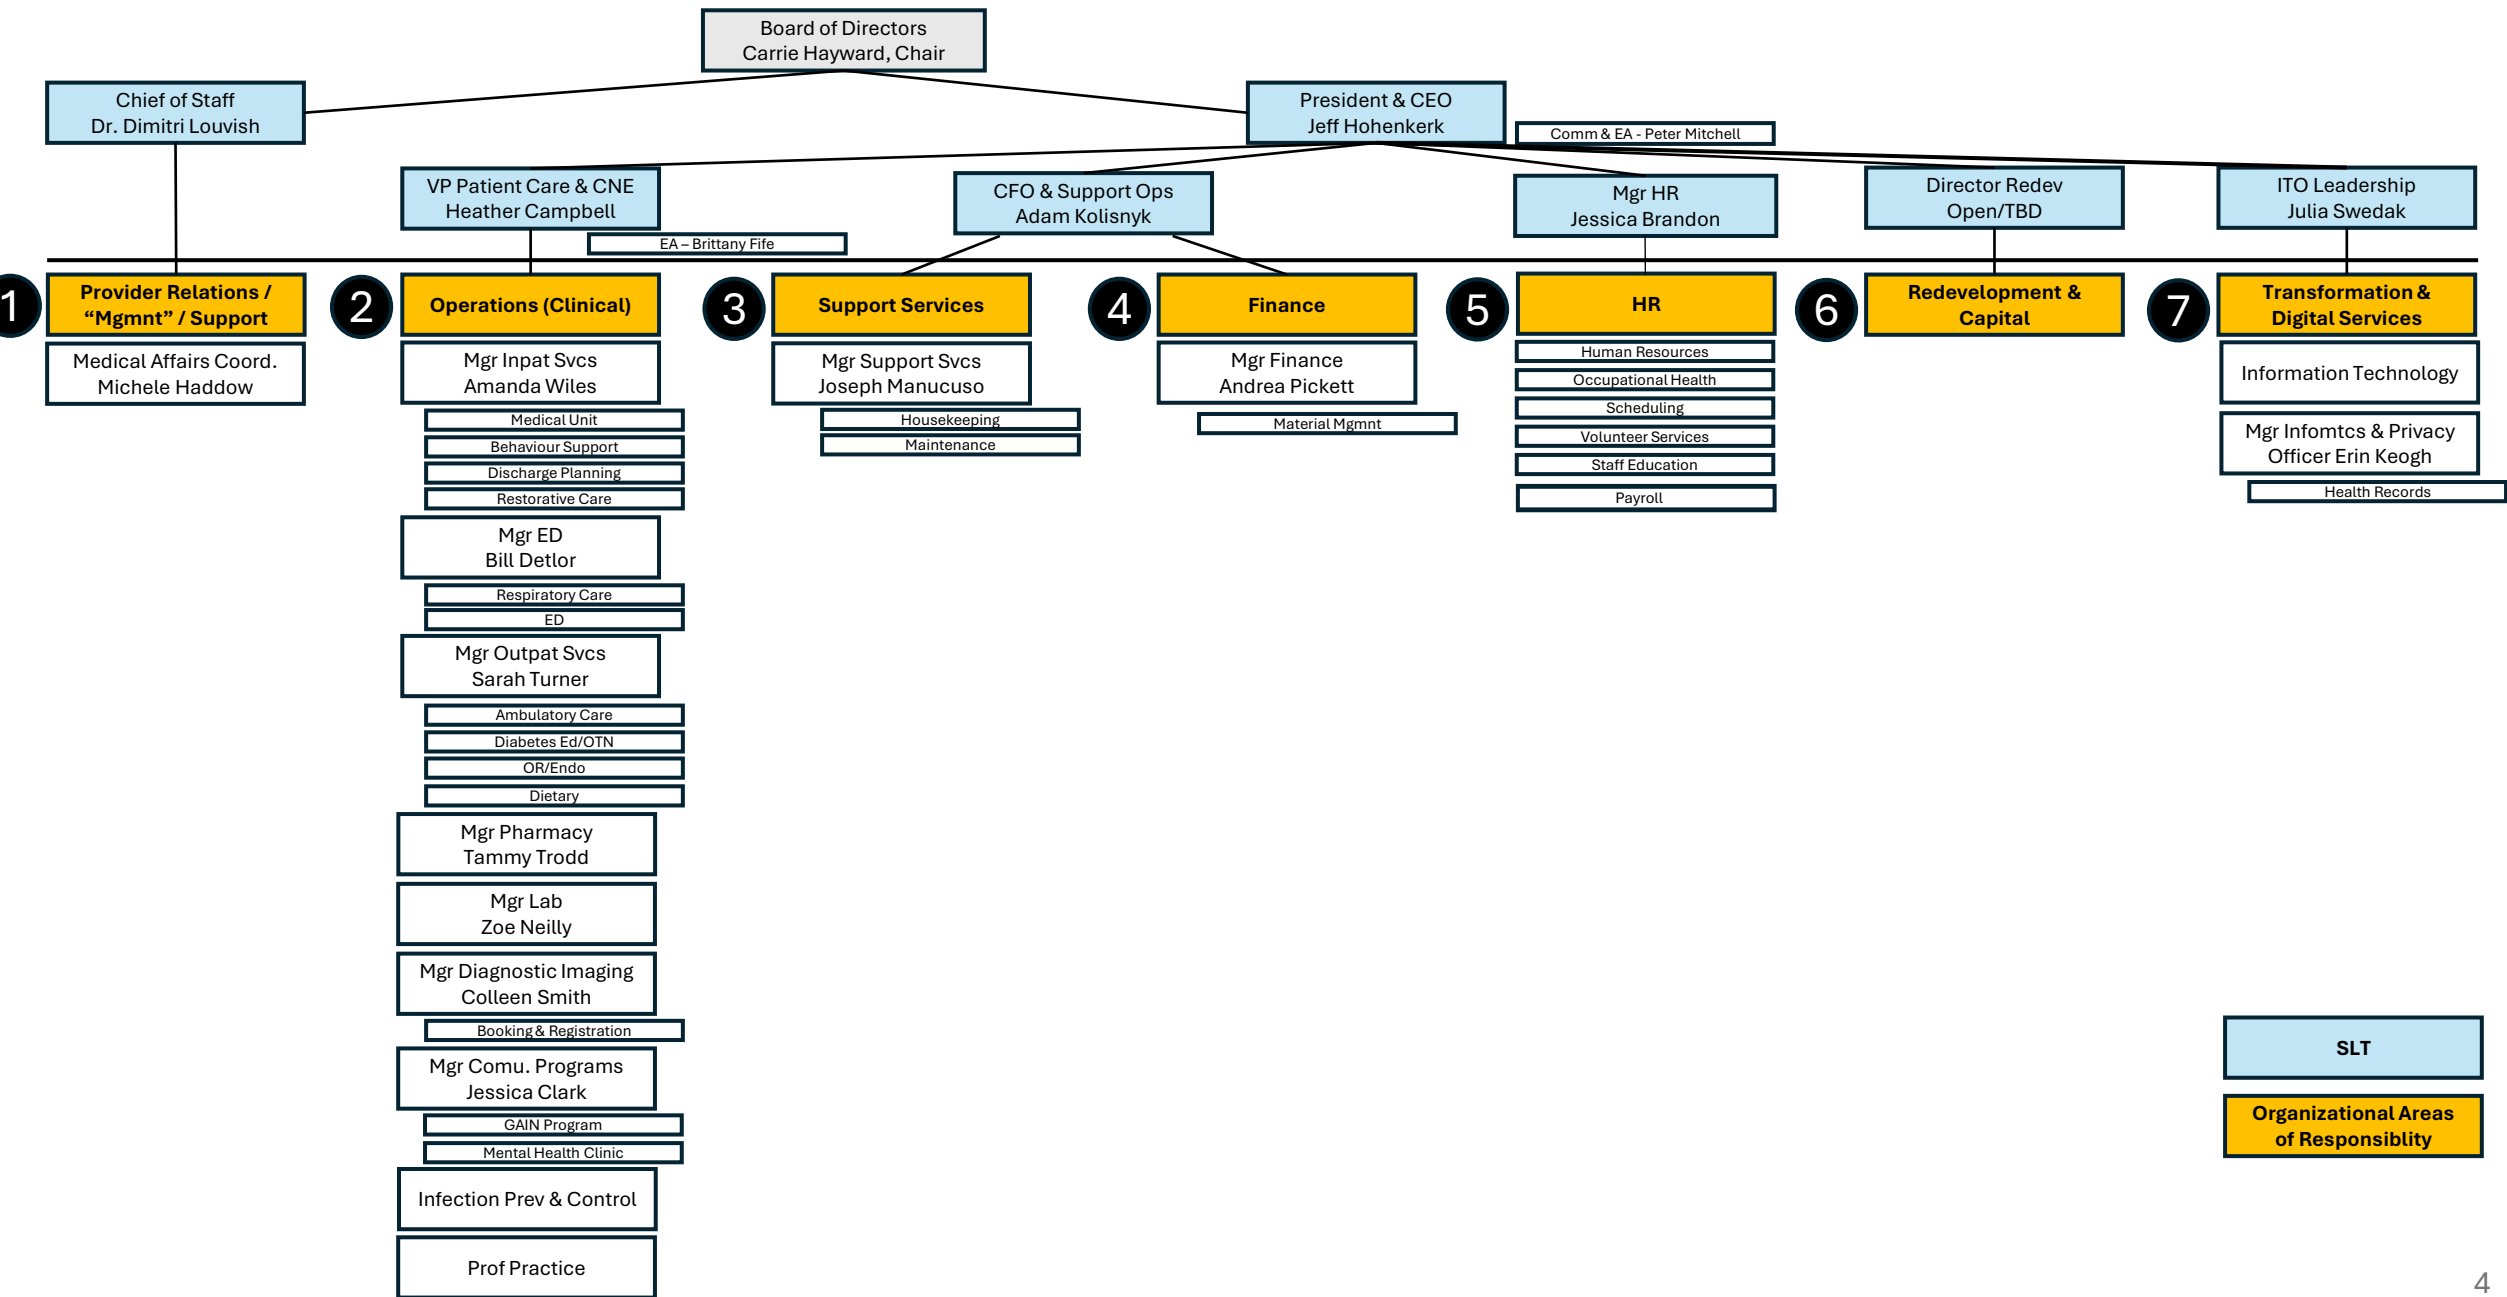 Board of Directors
Carrie Hayward, Chair
Chief of Staff
Dr. Dimitri Louvish
President & CEO
Jeff Hohenkerk
Comm & EA - Peter Mitchell
VP Patient Care & CNE
Heather Campbell
EA – Brittany Fife
CFO & Support Ops
Adam Kolisnyk
Mgr HR
Jessica Brandon
Director Redev
Open/TBD
ITO Leadership
Julia Swedak
1
Provider Relations /
“Mgmnt” / Support
Medical Affairs Coord.
Michele Haddow
2
Operations (Clinical)
Mgr Inpat Svcs
Amanda Wiles
Medical Unit
Behaviour Support
Discharge Planning
Restorative Care
Mgr ED
Bill Detlor
Respiratory Care
ED
Mgr Outpat Svcs
Sarah Turner
Ambulatory Care
Diabetes Ed/OTN
OR/Endo
Dietary
Mgr Pharmacy
Tammy Trodd
Mgr Lab
Zoe Neilly
Mgr Diagnostic Imaging
Colleen Smith
Booking & Registration
Mgr Comu. Programs
Jessica Clark
GAIN Program
Mental Health Clinic
Infection Prev & Control
Prof Practice
3
Support Services
Mgr Support Svcs
Joseph Manucuso
Housekeeping
Maintenance
4
Finance
Mgr Finance
Andrea Pickett
Material Mgmnt
5
HR
Human Resources
Occupational Health
Scheduling
Volunteer Services
Staff Education
Payroll
6
Redevelopment &
Capital
7
Transformation &
Digital Services
Information Technology
Mgr Infomtcs & Privacy
Officer Erin Keogh
Health Records
SLT
Organizational Areas
of Responsiblity
4